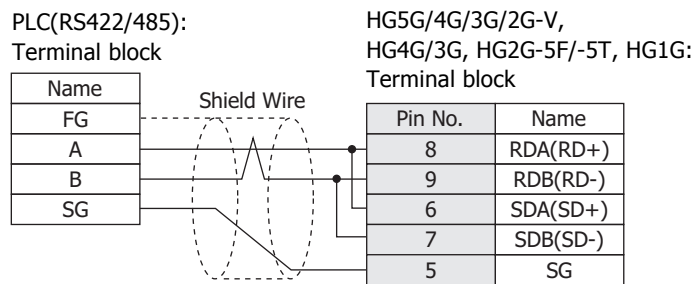 PLC(RS422/485):
Terminal block
Name
FG
A
B
SG
Shield Wire
HG5G/4G/3G/2G-V,
HG4G/3G, HG2G-5F/-5T, HG1G:
Terminal block
Pin No. Name
8 RDA(RD+)
9 RDB(RD-)
6 SDA(SD+)
7 SDB(SD-)
5 SG